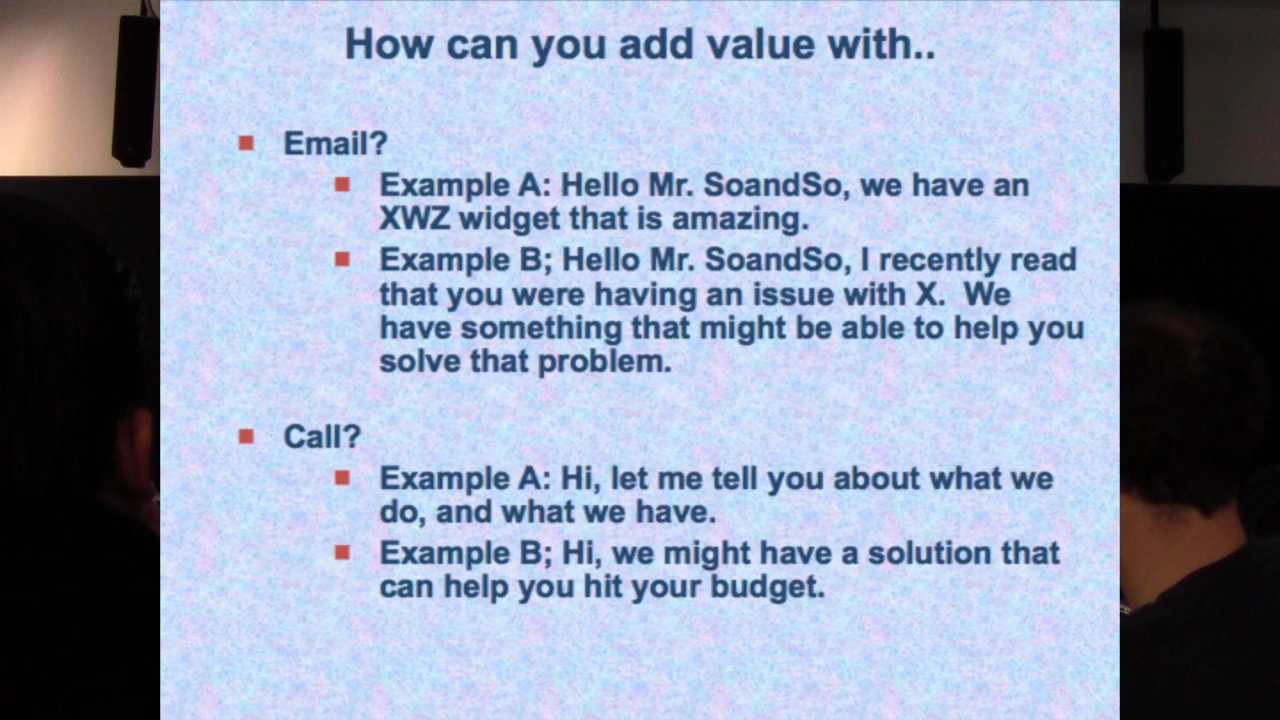 How can you add value with..
Email?
Example A: Hello Mr. SoandSo, we have an
XWZ widget that is amazing.
Example B; Hello Mr. SoandSo, I recently read
that you were having an issue with X.  We
have something that might be able to help you
solve that problem.
Call?
Example A: Hi, let me tell you about what we
do, and what we have.
Example B; Hi, we might have a solution that
can help you hit your budget.